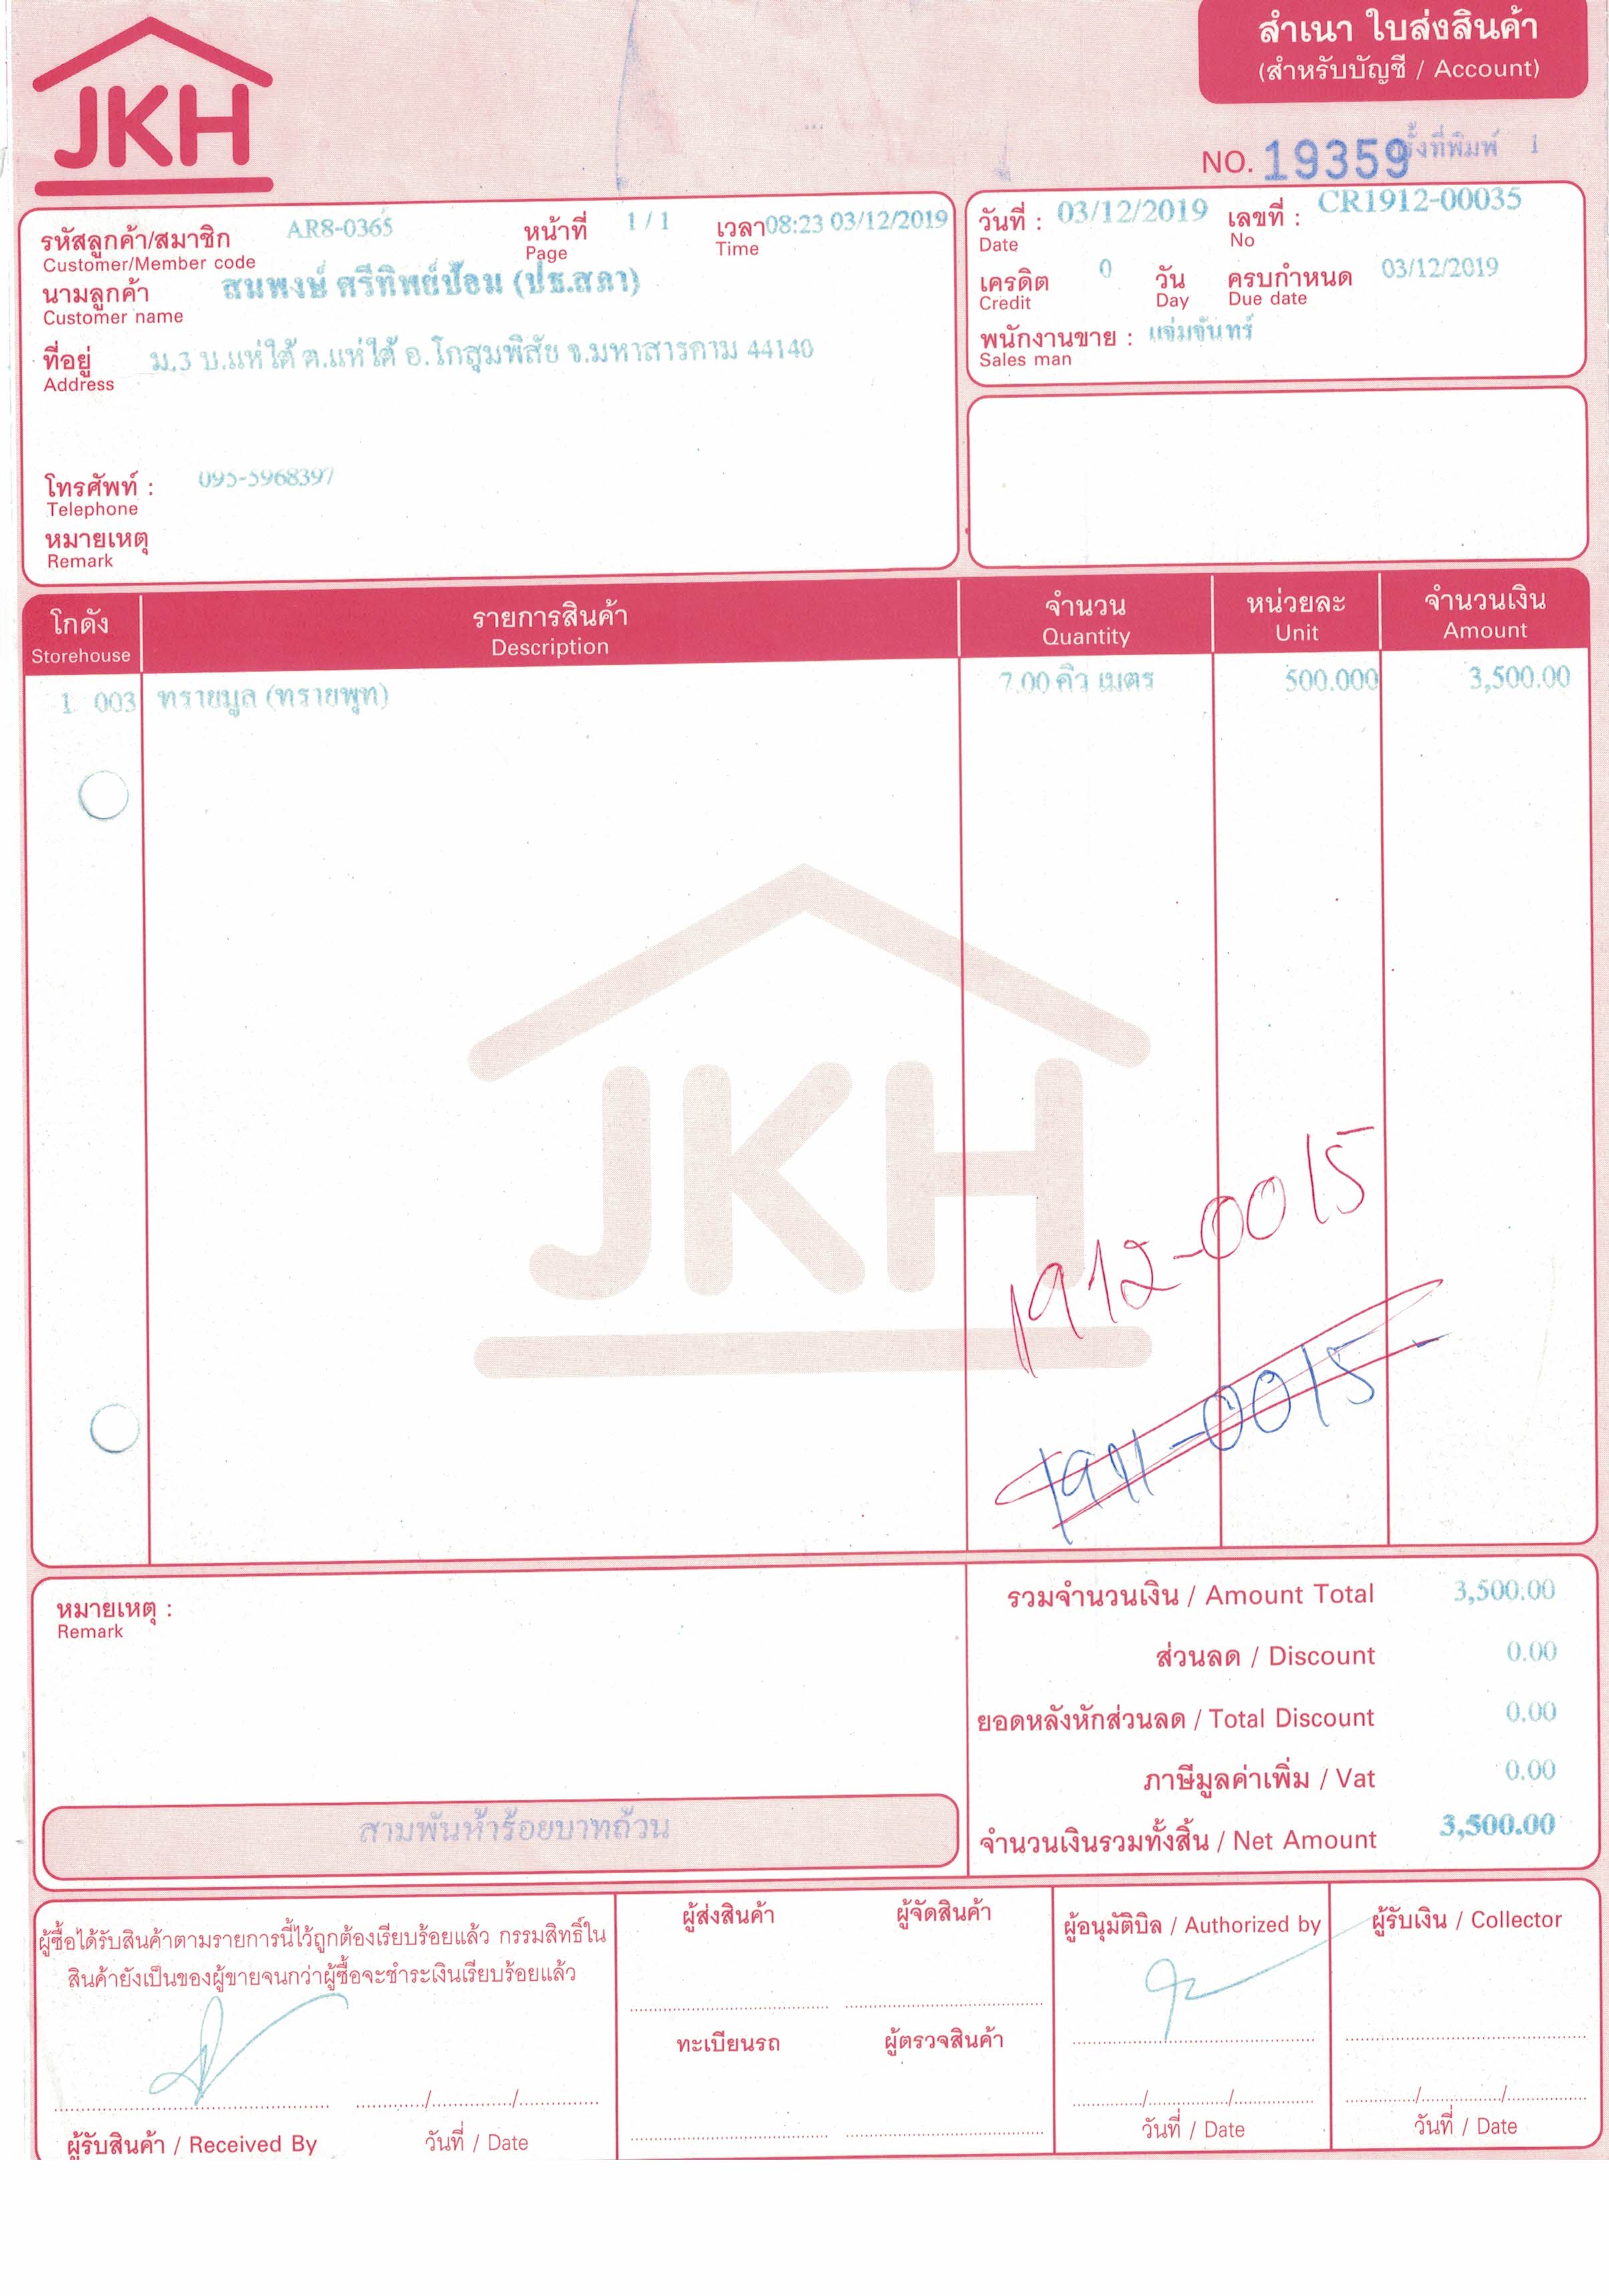 JKH
สำเนา ใบส่งสินค้า
(สำหรับบัญชี / Account)
NO. 19359
ครั้งที่พิมพ์ 1
รหัสลูกค้า/สมาชิก AR8-0365 หน้าที่ 1 / 1 เวลา 08:23 03/12/2019
Customer/Member code Page Time
นามลูกค้า สมพงษ์ ศรีทิพย์ป้อม (ปธ.สภา)
Customer name
ที่อยู่ ม.3 บ.แห่ใต้ ต.แห่ใต้ อ.โกสุมพิสัย จ.มหาสารคาม 44140
Address
โทรศัพท์ : 095-5968397
Telephone
หมายเหตุ
Remark
วันที่ : 03/12/2019 เลขที่ : CR1912-00035
Date No
เครดิต 0 วัน ครบกำหนด 03/12/2019
Credit Day Due date
พนักงานขาย : แจ่มจันทร์
Sales man
โกดัง รายการสินค้า จำนวน หน่วยละ จำนวนเงิน
Storehouse Description Quantity Unit Amount
1 003 ทรายมูล (ทรายพุท) 7.00 คิว เมตร 500.000 3,500.00
JKH
1912-0015
1911-0015
หมายเหตุ :
Remark
รวมจำนวนเงิน / Amount Total 3,500.00
ส่วนลด / Discount 0.00
ยอดหลังหักส่วนลด / Total Discount 0.00
ภาษีมูลค่าเพิ่ม / Vat 0.00
สามพันห้าร้อยบาทถ้วน
จำนวนเงินรวมทั้งสิ้น / Net Amount 3,500.00
ผู้ซื้อได้รับสินค้าตามรายการนี้ไว้ถูกต้องเรียบร้อยแล้ว กรรมสิทธิ์ใน
สินค้ายังเป็นของผู้ขายจนกว่าผู้ซื้อจะชำระเงินเรียบร้อยแล้ว
ผู้รับสินค้า / Received By วันที่ / Date
ผู้ส่งสินค้า ผู้จัดสินค้า
ทะเบียนรถ ผู้ตรวจสินค้า
ผู้อนุมัติบิล / Authorized by
วันที่ / Date
ผู้รับเงิน / Collector
วันที่ / Date